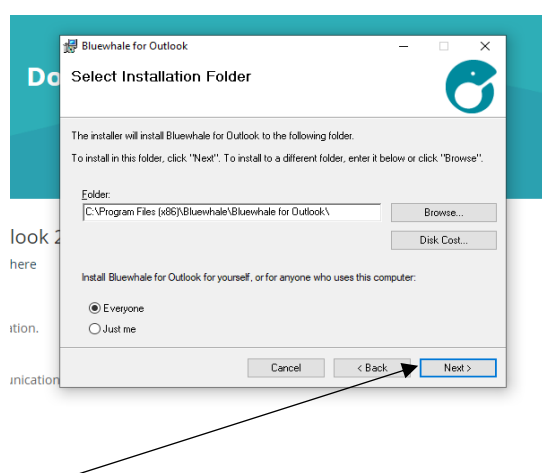 Bluewhale for Outlook
Do
Select Installation Folder
The installer will install Bluewhale for Outlook to the following folder.
To install in this folder, click "Next". To install to a different folder, enter it below or click "Browse".
Folder:
C:\Program Files (x86)\Bluewhale\Bluewhale for Outlook\
Browse...
look 2
Disk Cost...
here
Install Bluewhale for Outlook for yourself, or for anyone who uses this computer:
Everyone
ation.
Just me
Cancel
< Back
Next >
unication